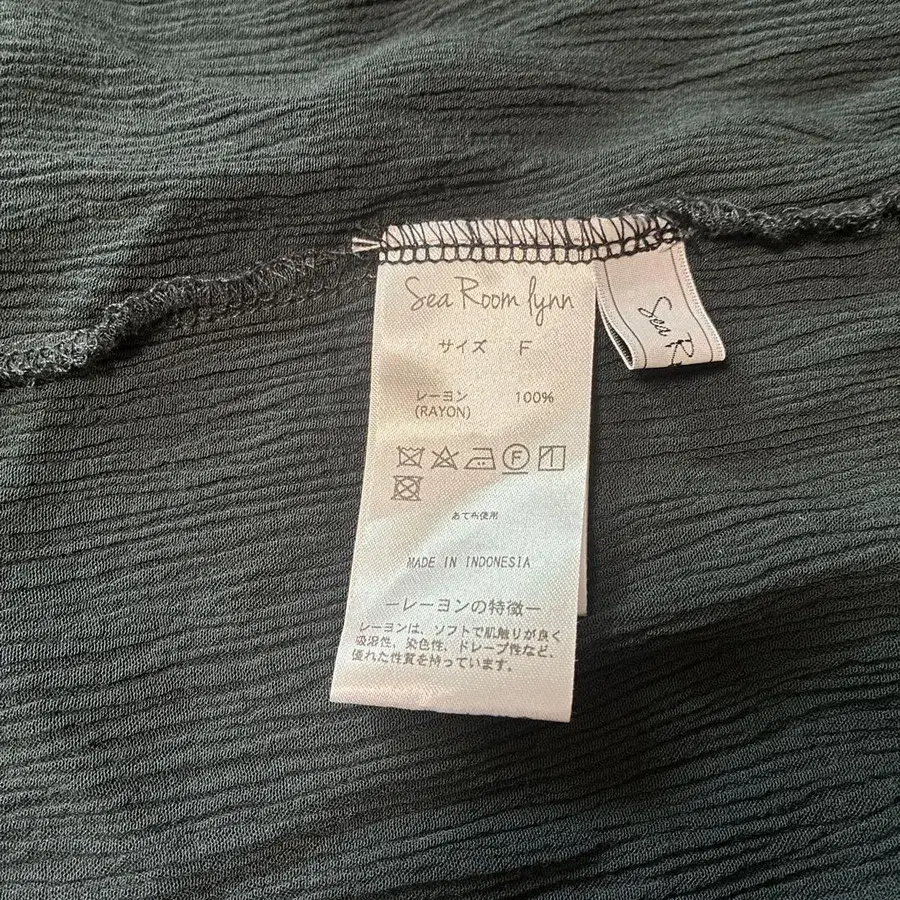 Sea Room lynn
サイズ F
レーヨン 100%
(RAYON)
あて布使用
MADE IN INDONESIA
ーレーヨンの特徴ー
レーヨンは、ソフトで肌触りが良く
吸湿性、染色性、ドレープ性など、
優れた性質を持っています。
Sea